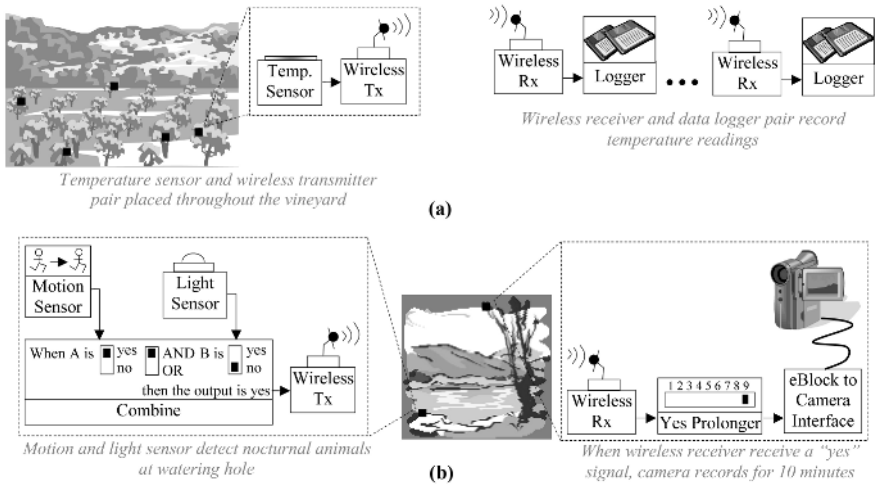 Temp.
Sensor
Wireless
Tx
Wireless
Rx
Logger
Wireless
Rx
Logger
Temperature sensor and wireless transmitter
pair placed throughout the vineyard
Wireless receiver and data logger pair record
temperature readings
(a)
Motion
Sensor
Light
Sensor
When A is yes AND B is yes
no OR no
then the output is yes
Combine
Wireless
Tx
Wireless
Rx
1 2 3 4 5 6 7 8 9
Yes Prolonger
eBlock to
Camera
Interface
Motion and light sensor detect nocturnal animals
at watering hole
(b)
When wireless receiver receive a “yes”
signal, camera records for 10 minutes